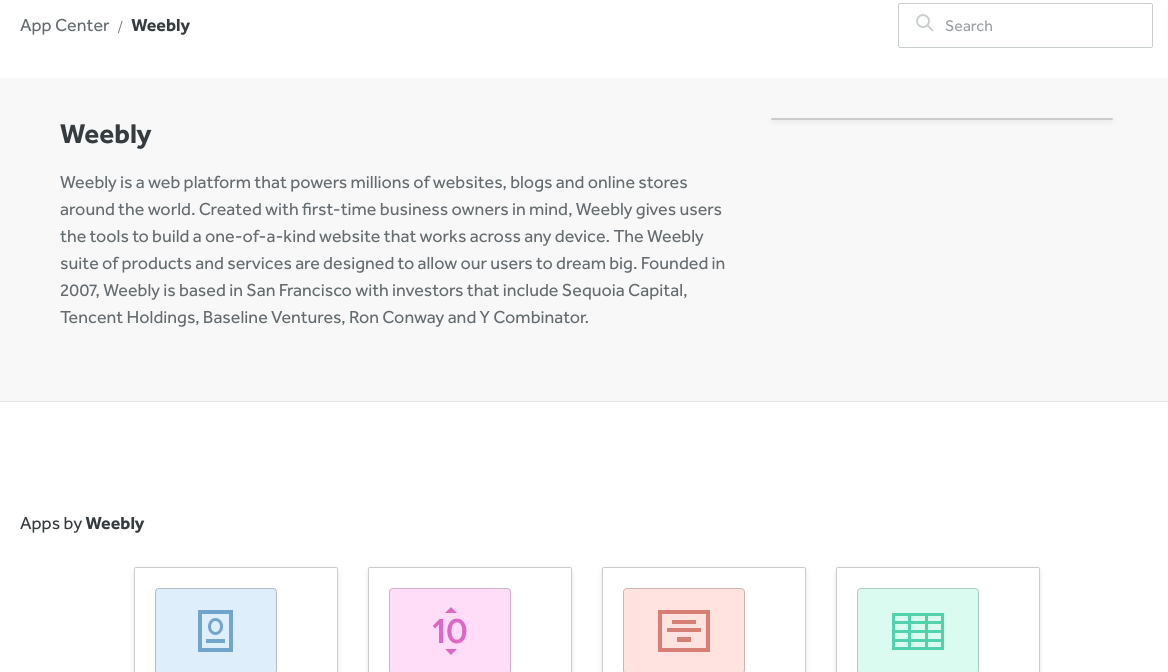 App Center / Weebly
Search
Weebly
Weebly is a web platform that powers millions of websites, blogs and online stores
around the world. Created with first-time business owners in mind, Weebly gives users
the tools to build a one-of-a-kind website that works across any device. The Weebly
suite of products and services are designed to allow our users to dream big. Founded in
2007, Weebly is based in San Francisco with investors that include Sequoia Capital,
Tencent Holdings, Baseline Ventures, Ron Conway and Y Combinator.
Apps by Weebly
10